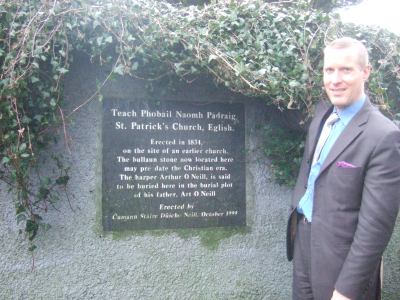 Teach Phobail Naomh Padraig,
St. Patrick's Church, Eglish.
Erected in 1834,
on the site of an earlier church.
The bullaun stone now located here
may pre date the Christian era.
The harper Arthur O Neill, is said
to be buried here in the burial plot
of his father, Art O Neill
Erected by
Cumann Staire Dúiche Neill, October 1999